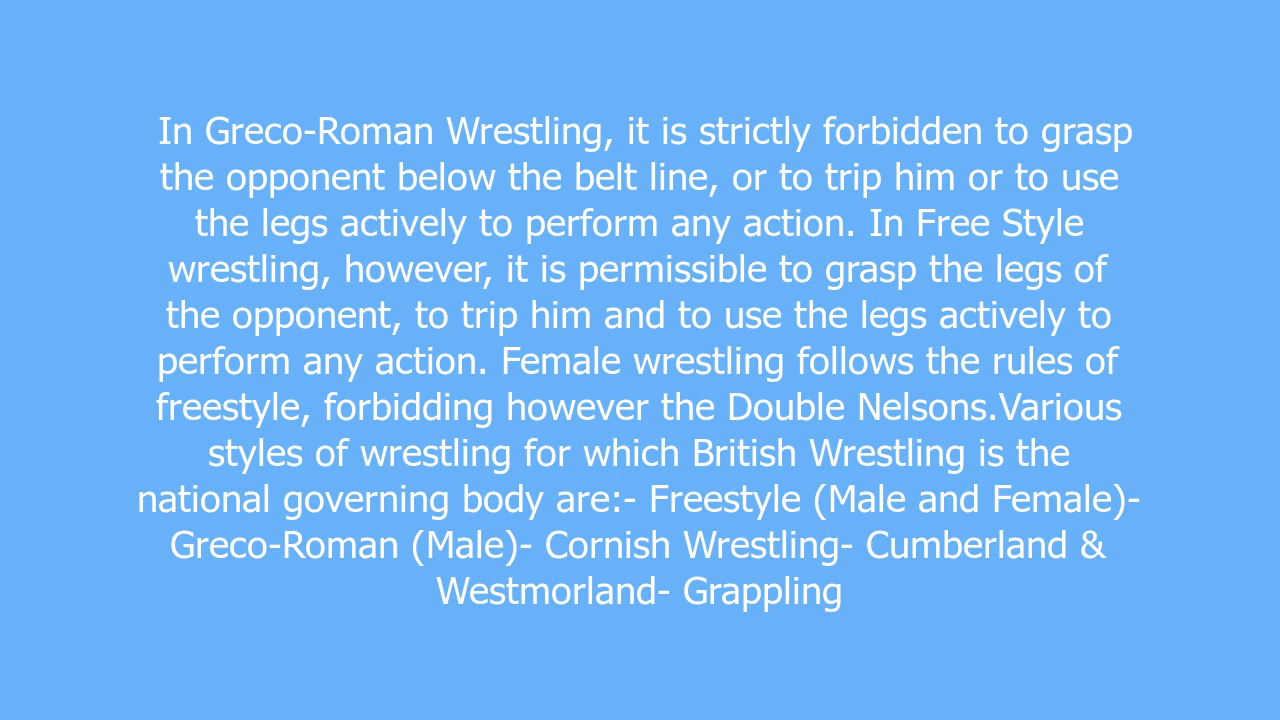 In Greco-Roman Wrestling, it is strictly forbidden to grasp
the opponent below the belt line, or to trip him or to use
the legs actively to perform any action. In Free Style
wrestling, however, it is permissible to grasp the legs of
the opponent, to trip him and to use the legs actively to
perform any action. Female wrestling follows the rules of
freestyle, forbidding however the Double Nelsons.Various
styles of wrestling for which British Wrestling is the
national governing body are:- Freestyle (Male and Female)-
Greco-Roman (Male)- Cornish Wrestling- Cumberland &
Westmorland- Grappling